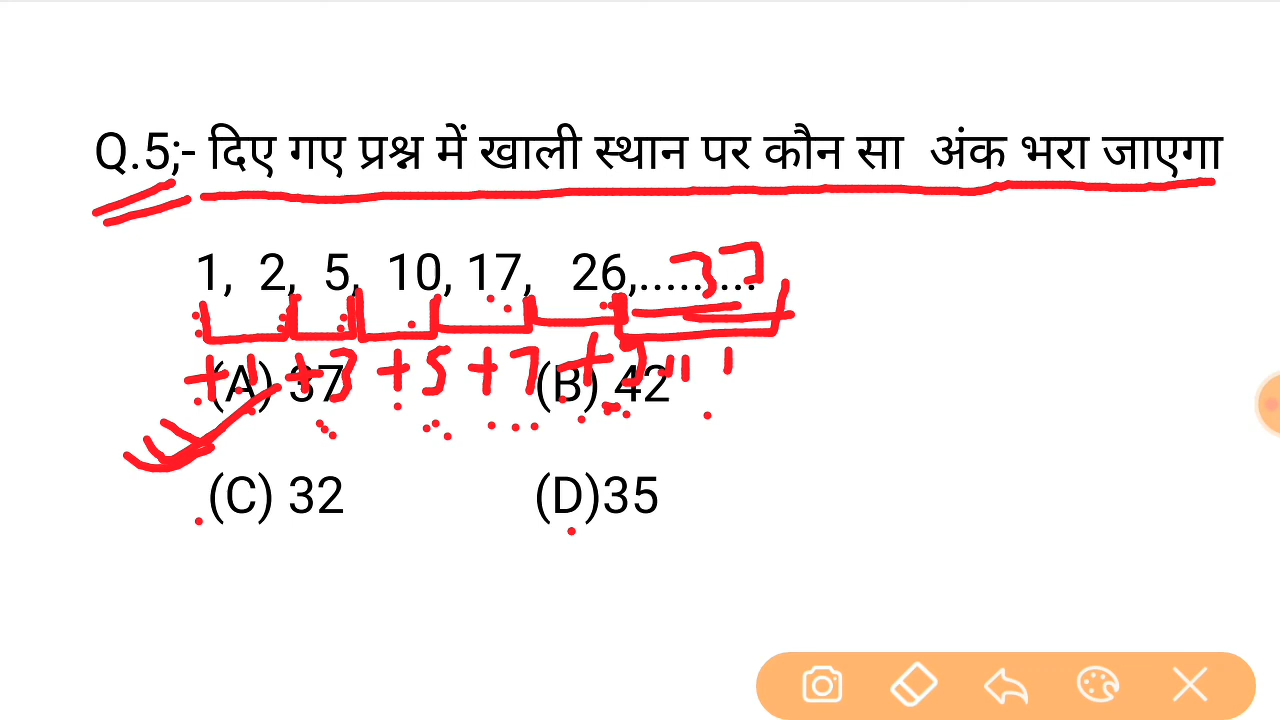 Q.5;- दिए गए प्रश्न में खाली स्थान पर कौन सा अंक भरा जाएगा
1, 2, 5, 10, 17, 26,......... 37
+1 +3 +5 +7 +9 11
(A) 37 (B) 42
(C) 32 (D)35